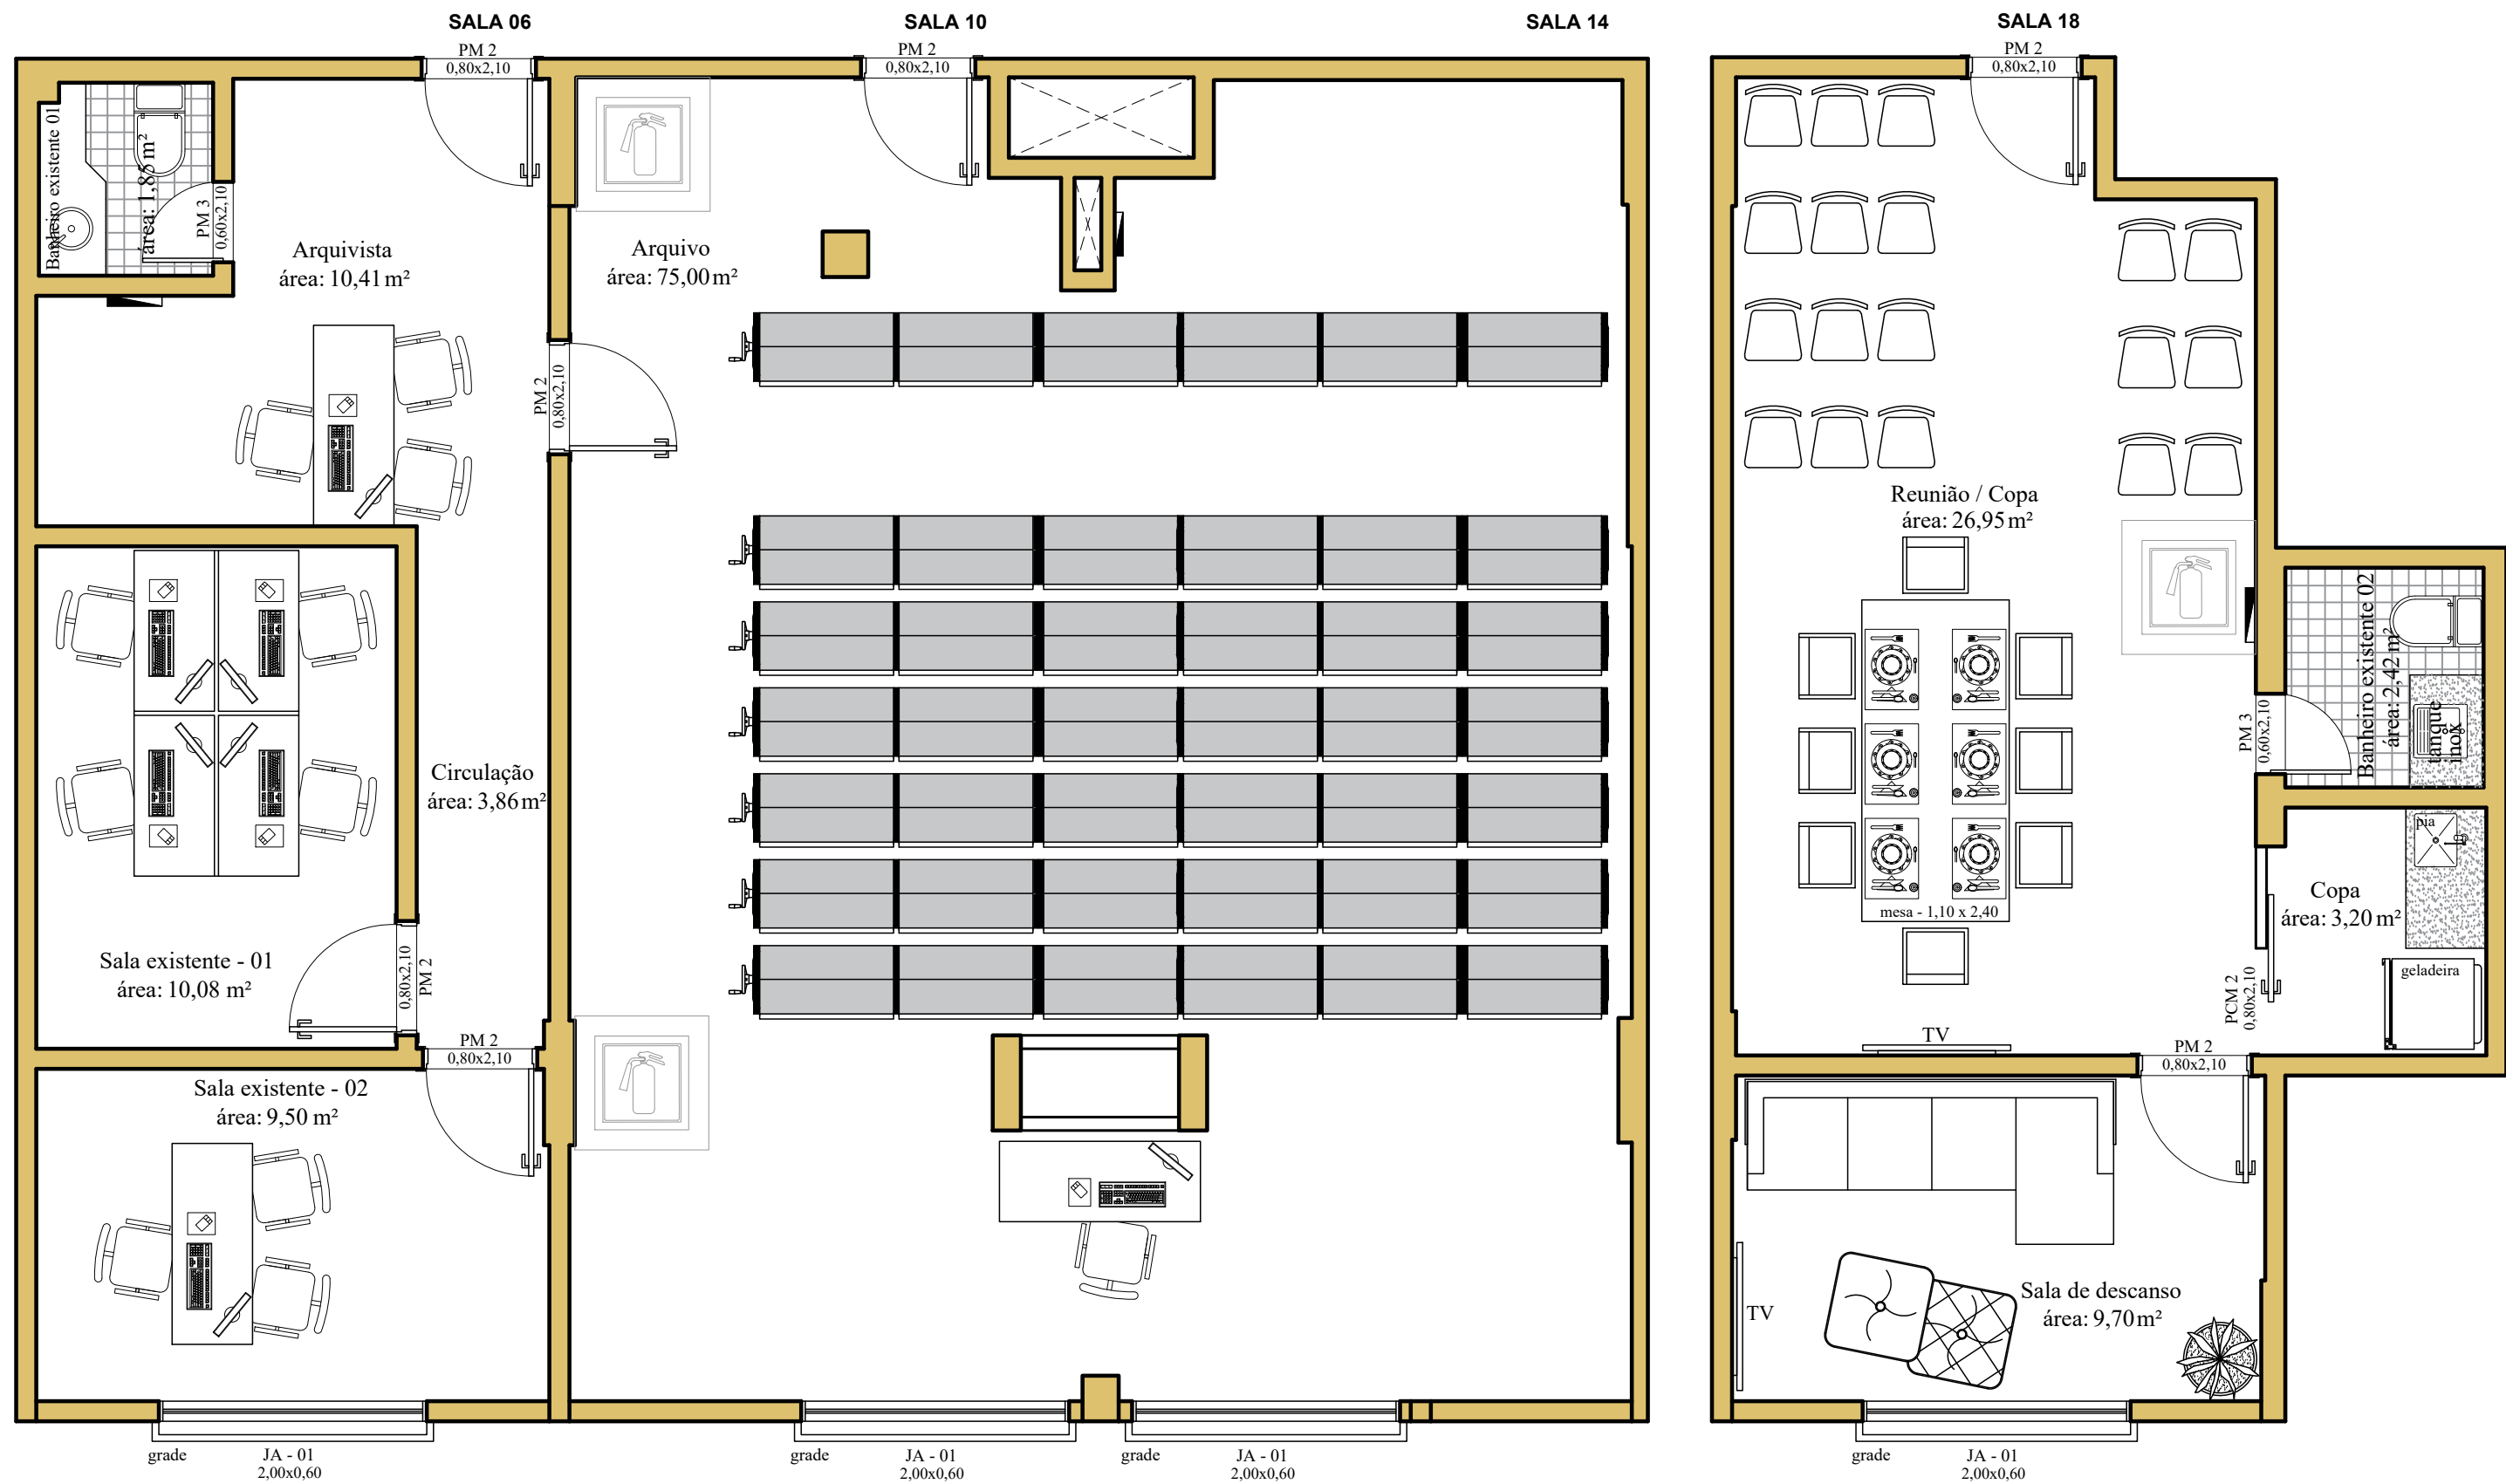 SALA 06
SALA 10
SALA 14
SALA 18
PM 2
0,80x2,10
PM 2
0,80x2,10
PM 2
0,80x2,10
Banheiro existente 01
área: 1,85 m²
PM 3
0,60x2,10
Arquivista
área: 10,41 m²
Arquivo
área: 75,00 m²
PM 2
0,80x2,10
Reunião / Copa
área: 26,95 m²
Banheiro existente 02
área: 2,42 m²
tanque
inox
PM 3
0,60x2,10
Circulação
área: 3,86 m²
mesa - 1,10 x 2,40
pia
Copa
área: 3,20 m²
geladeira
PCM 2
0,80x2,10
Sala existente - 01
área: 10,08 m²
0,80x2,10
PM 2
TV
PM 2
0,80x2,10
PM 2
0,80x2,10
Sala existente - 02
área: 9,50 m²
Sala de descanso
área: 9,70 m²
TV
grade
JA - 01
2,00x0,60
grade
JA - 01
2,00x0,60
grade
JA - 01
2,00x0,60
grade
JA - 01
2,00x0,60